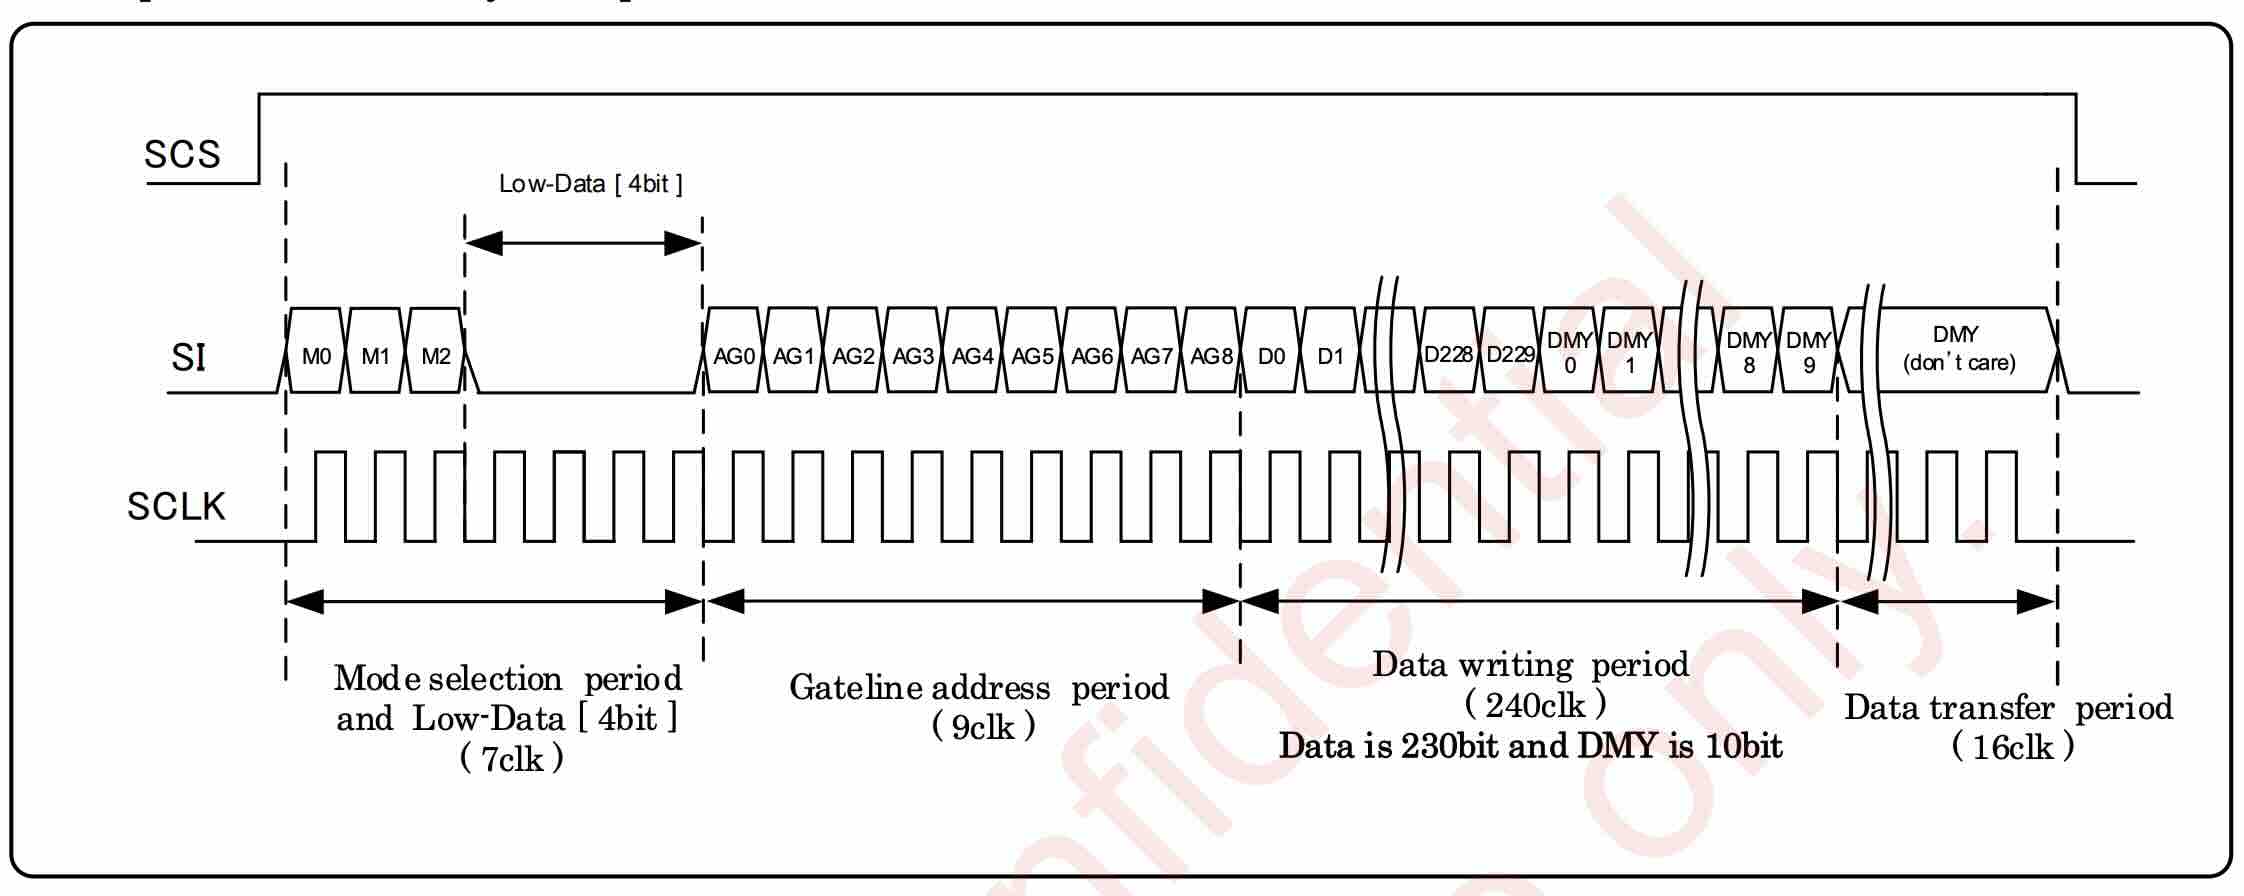 SCS
Low-Data [ 4bit ]
SI
M0 M1 M2 AG0 AG1 AG2 AG3 AG4 AG5 AG6 AG7 AG8 D0 D1 D228 D229 DMY 0 DMY 1 DMY 8 DMY 9 DMY (don't care)
SCLK
Mode selection period
and Low-Data [ 4bit ]
( 7clk )
Gateline address period
( 9clk )
Data writing period
( 240clk )
Data is 230bit and DMY is 10bit
Data transfer period
( 16clk )
nfidential
only.